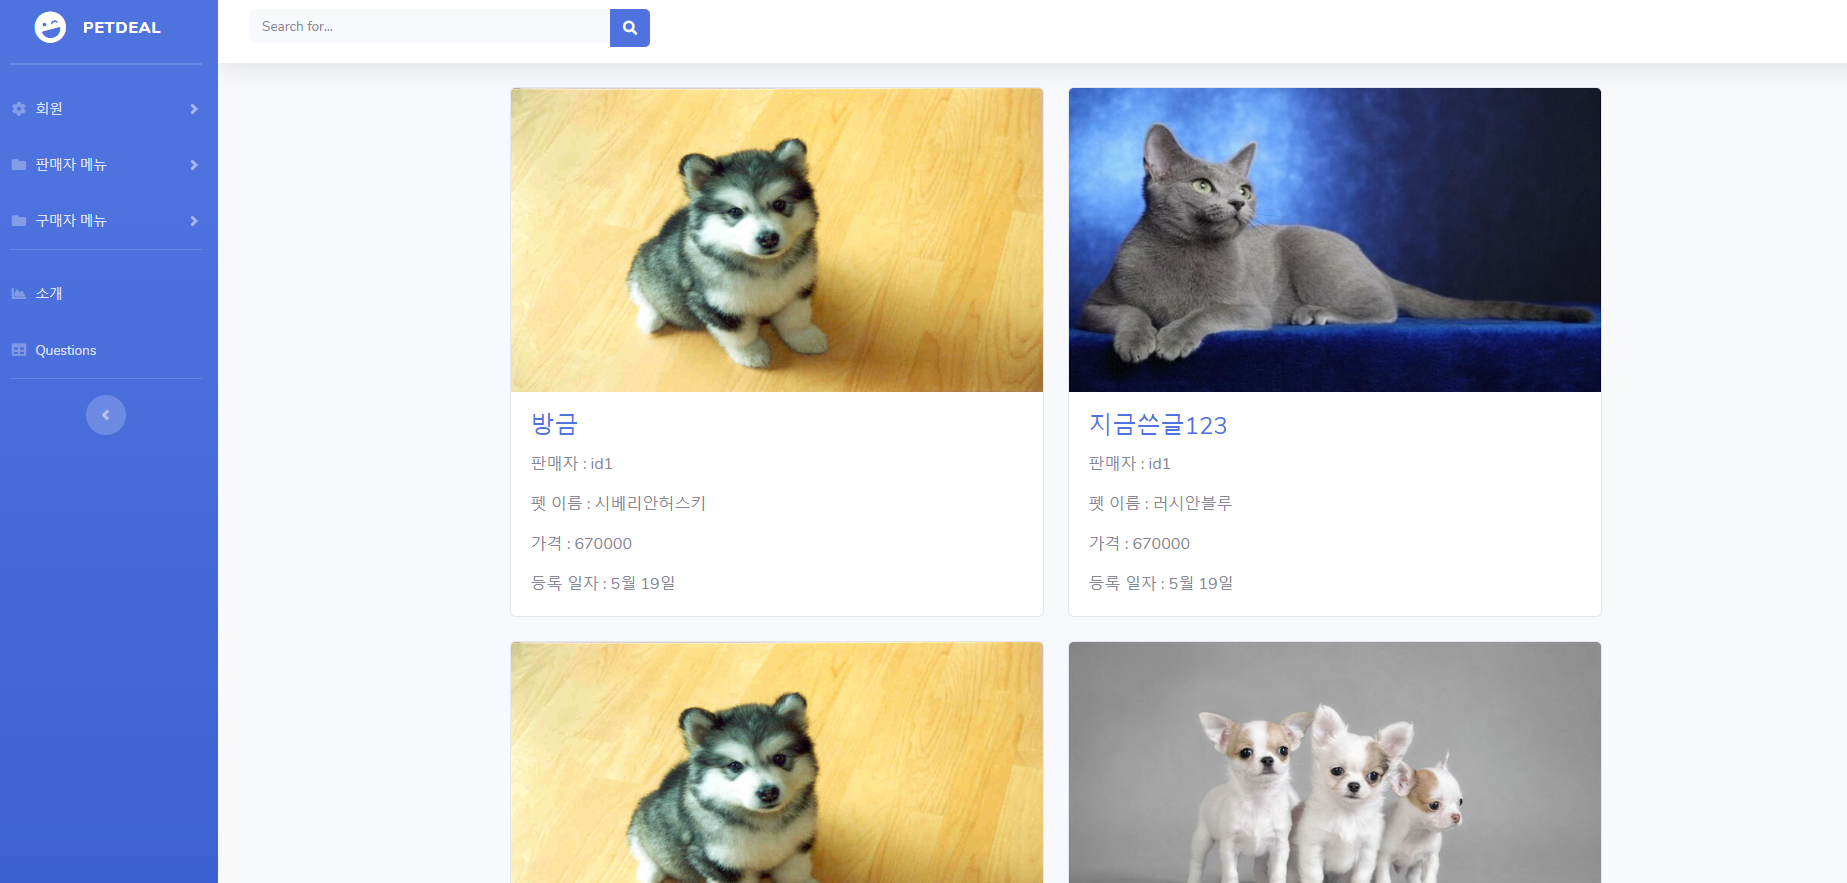 PETDEAL
회원
판매자 메뉴
구매자 메뉴
소개
Questions
Search for...
방금
판매자 : id1
펫 이름 : 시베리안허스키
가격 : 670000
등록 일자 : 5월 19일
지금쓴글123
판매자 : id1
펫 이름 : 러시안블루
가격 : 670000
등록 일자 : 5월 19일